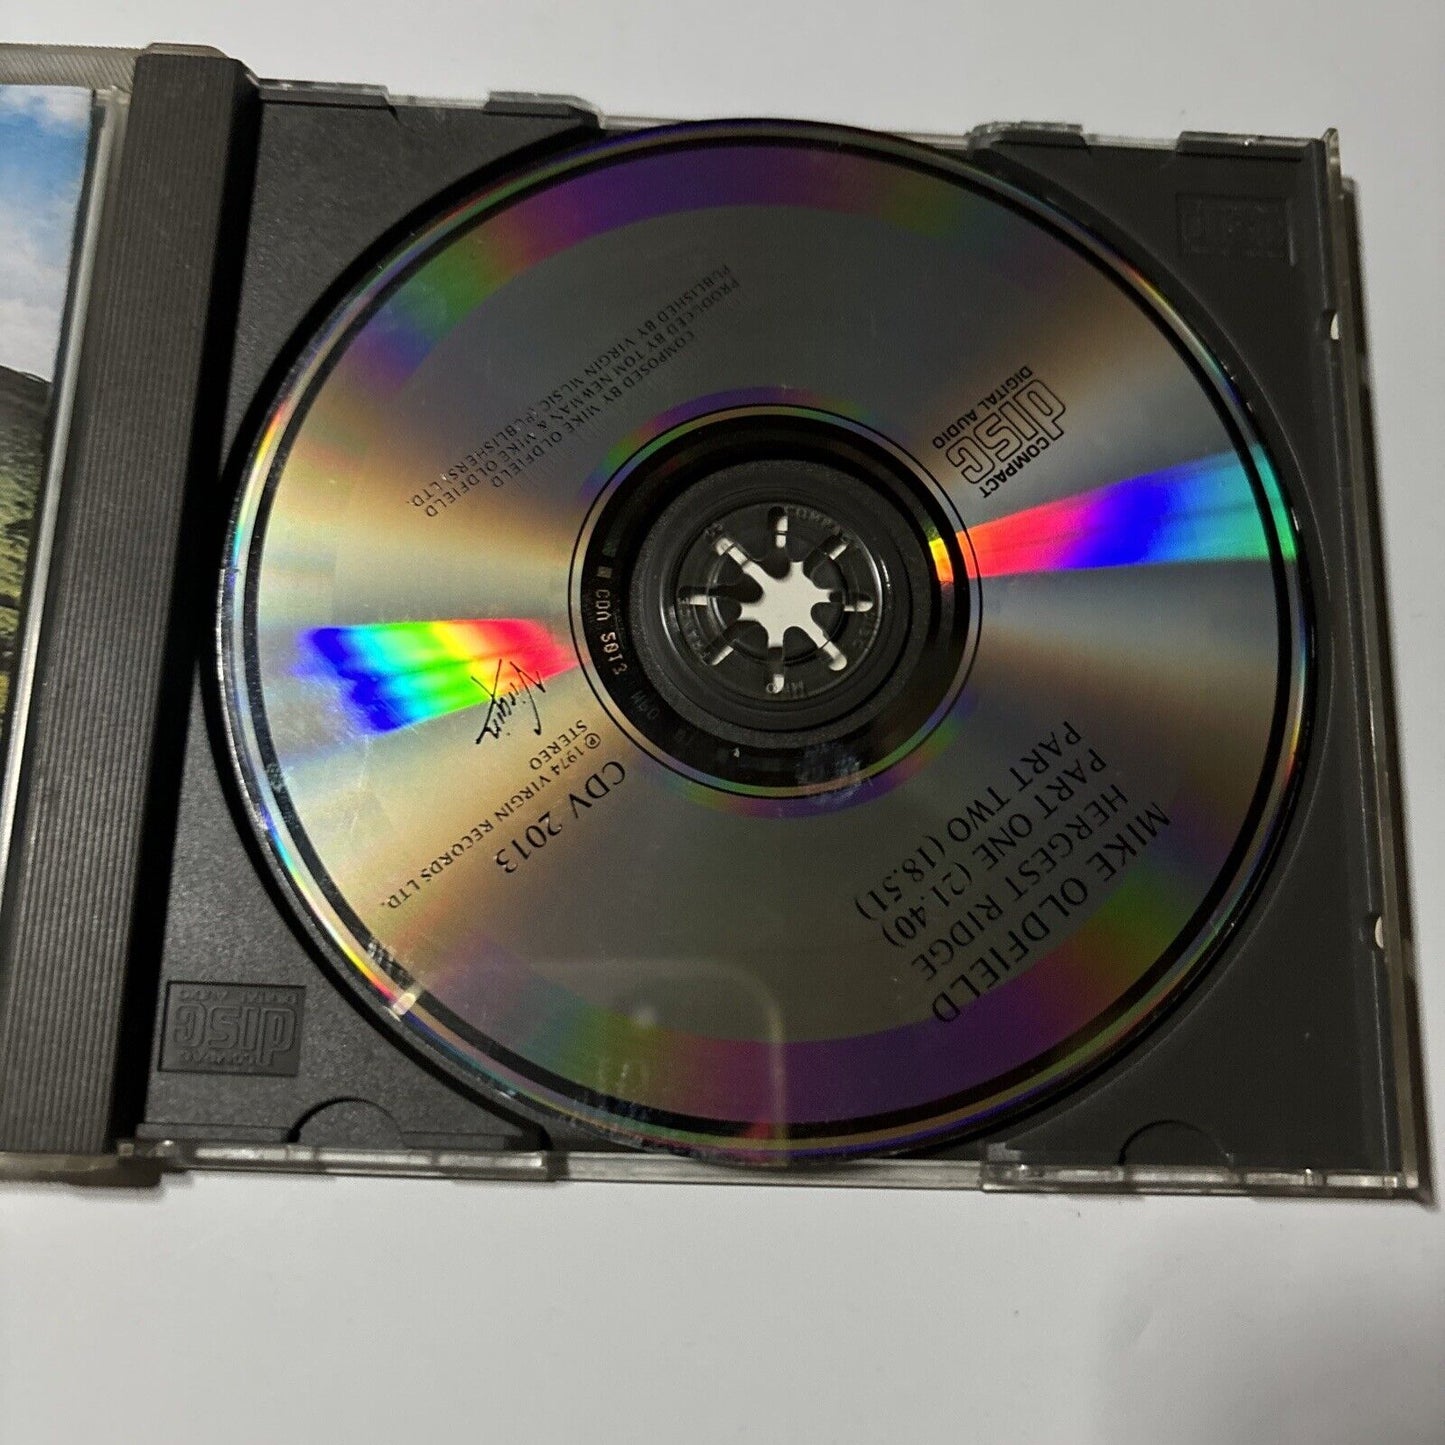 MIKE OLDFIELD
HERGEST RIDGE
PART ONE (21.40)
PART TWO (18.51)
COMPACT
disc
DIGITAL AUDIO
Virgin
CDV 2013
STEREO
℗ 1974 VIRGIN RECORDS LTD.
COMPOSED BY MIKE OLDFIELD
PRODUCED BY TOM NEWMAN & MIKE OLDFIELD
PUBLISHED BY VIRGIN MUSIC (PUBLISHERS) LTD.
COMPACT
disc